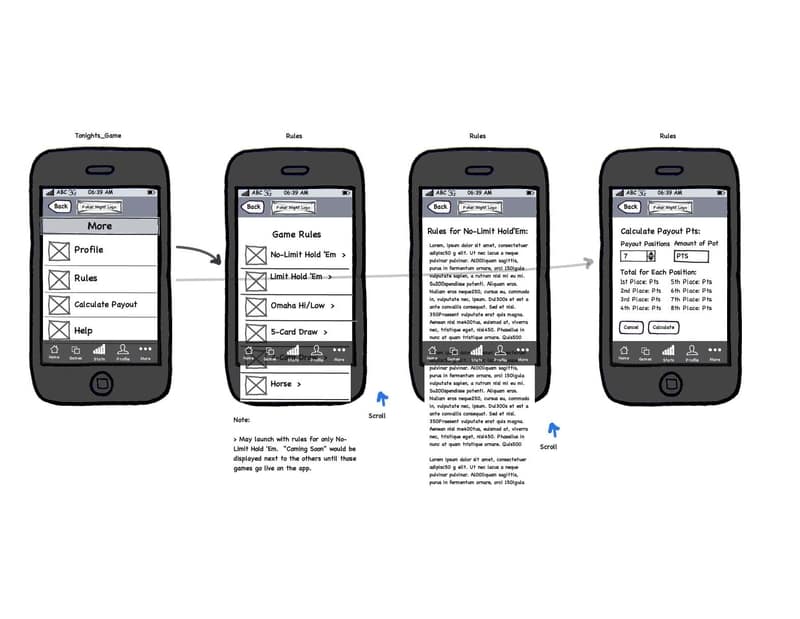 Tonights_Game
ABC 3G 06:39 AM
Back
Poker Night Logo
More
Profile
Rules
Calculate Payout
Help
Home Games Stats Profile More
Rules
ABC 3G 06:39 AM
Back
Poker Night Logo
Game Rules
No-Limit Hold 'Em >
Limit Hold 'Em >
Omaha Hi/Low >
5-Card Draw >
Home Games Stats Profile More
Horse >
Scroll
Note:
> May launch with rules for only No-
Limit Hold 'Em. "Coming Soon" would be
displayed next to the others until those
games go live on the app.
Rules
ABC 3G 06:39 AM
Back
Poker Night Logo
Rules for No-Limit Hold'Em:
Lorem, ipsum dolor sit amet, consectetuer
adipisc50 g elit. Ut nec lacus a neque
pulvinar pulvinar. Al00liquam sagittis,
purus in fermentum ornare, orci 150igula
vulputate sapien, a rutrum nisl mi eu mi.
Su200spendisse potenti. Aliquam eros.
Nullam eros neque250, cursus eu, commodo
in, vulputate nec, ipsum. Dui300s et est a
ante convallis consequat. Sed et nisl.
350Praesent vulputate erat quis magna.
Aenean nisl me400tus, euismod at, viverra
nec, tristique eget, nisl450. Phasellus in
nunc at quam tristique ornare. Quis500
Home Games Stats Profile More
Al00liquam sagittis,
purus in fermentum ornare, orci 150igula
vulputate sapien, a rutrum nisl mi eu mi.
Su200spendisse potenti. Aliquam eros.
Nullam eros neque250, cursus eu, commodo
in, vulputate nec, ipsum. Dui300s et est a
ante convallis consequat. Sed et nisl.
350Praesent vulputate erat quis magna.
Aenean nisl me400tus, euismod at, viverra
nec, tristique eget, nisl450. Phasellus in
nunc at quam tristique ornare. Quis500
Lorem ipsum dolor sit amet, consectetuer
adipisc50 g elit. Ut nec lacus a neque
pulvinar pulvinar. Al00liquam sagittis,
purus in fermentum ornare, orci 150igula
Scroll
Rules
ABC 3G 06:39 AM
Back
Poker Night Logo
Calculate Payout Pts:
Payout Positions Amount of Pot
7 PTS
Total for Each Position:
1st Place: Pts 5th Place: Pts
2nd Place: Pts 6th Place: Pts
3rd Place: Pts 7th Place: Pts
4th Place: Pts 8th Place: Pts
Cancel Calculate
Home Games Stats Profile More